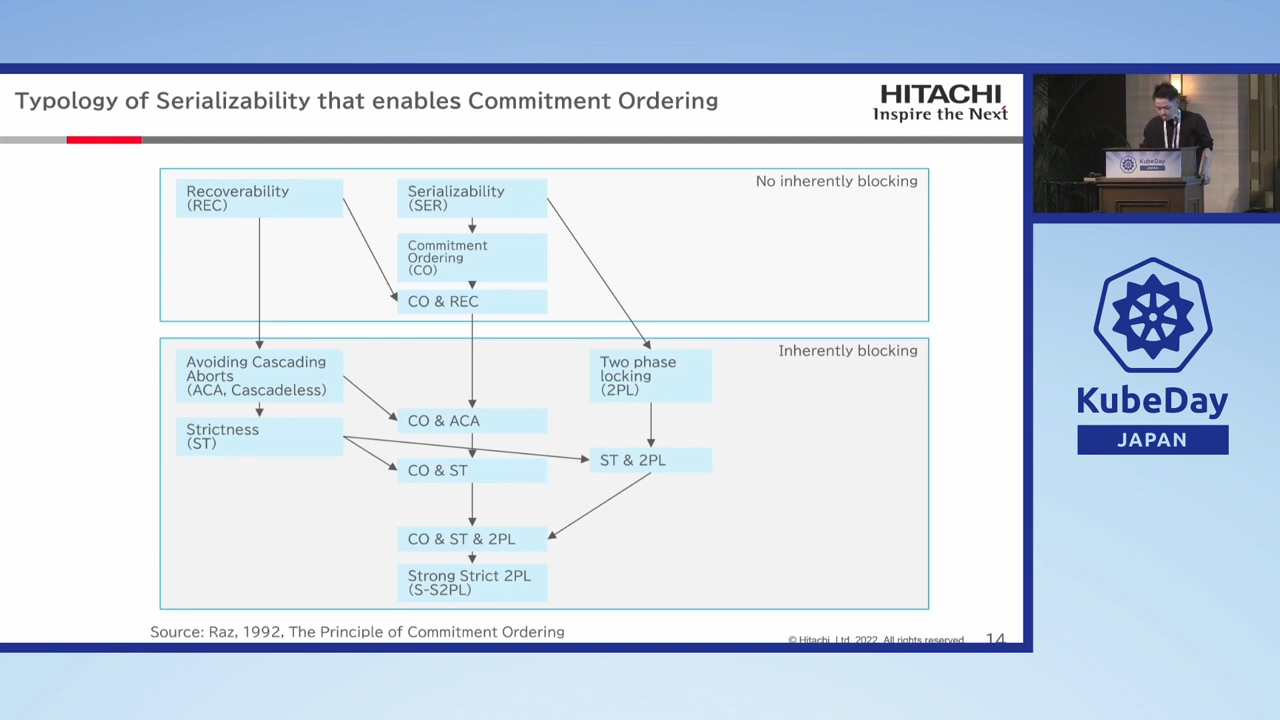 Typology of Serializability that enables Commitment Ordering
HITACHI
Inspire the Next
No inherently blocking
Recoverability
(REC)
Serializability
(SER)
Commitment
Ordering
(CO)
CO & REC
Inherently blocking
Avoiding Cascading
Aborts
(ACA, Cascadeless)
Two phase
locking
(2PL)
Strictness
(ST)
CO & ACA
CO & ST
ST & 2PL
CO & ST & 2PL
Strong Strict 2PL
(S-S2PL)
Source: Raz, 1992, The Principle of Commitment Ordering
© Hitachi, Ltd. 2022. All rights reserved.
14
KubeDay
KubeDay
JAPAN